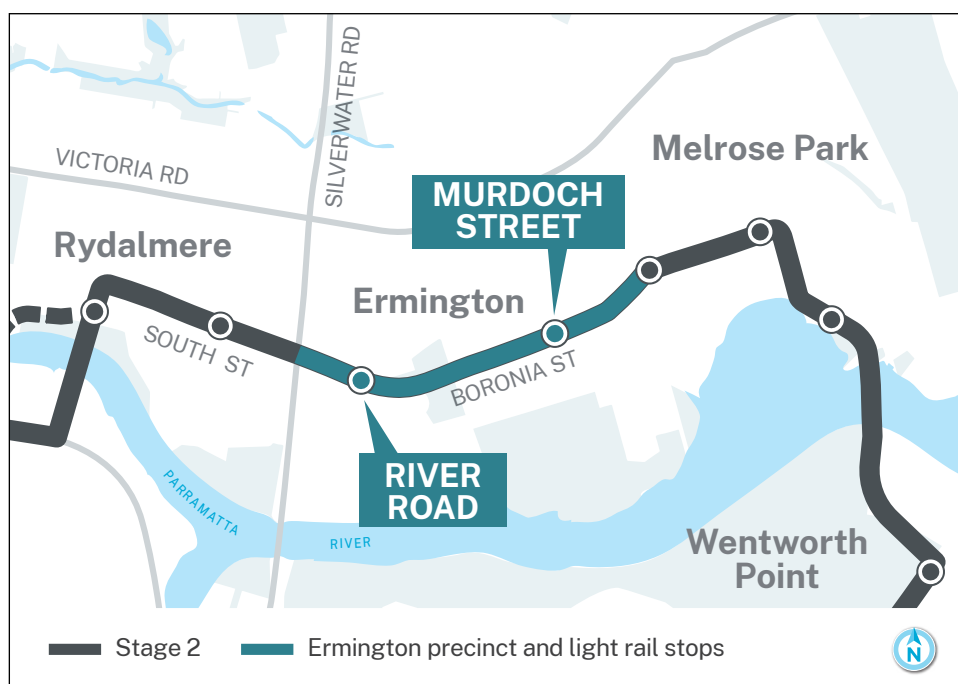 SILVERWATER RD
Melrose Park
VICTORIA RD
MURDOCH
STREET
Rydalmere
Ermington
SOUTH ST
BORONIA ST
RIVER
ROAD
PARRAMATTA
RIVER
Wentworth
Point
Stage 2
Ermington precinct and light rail stops
N